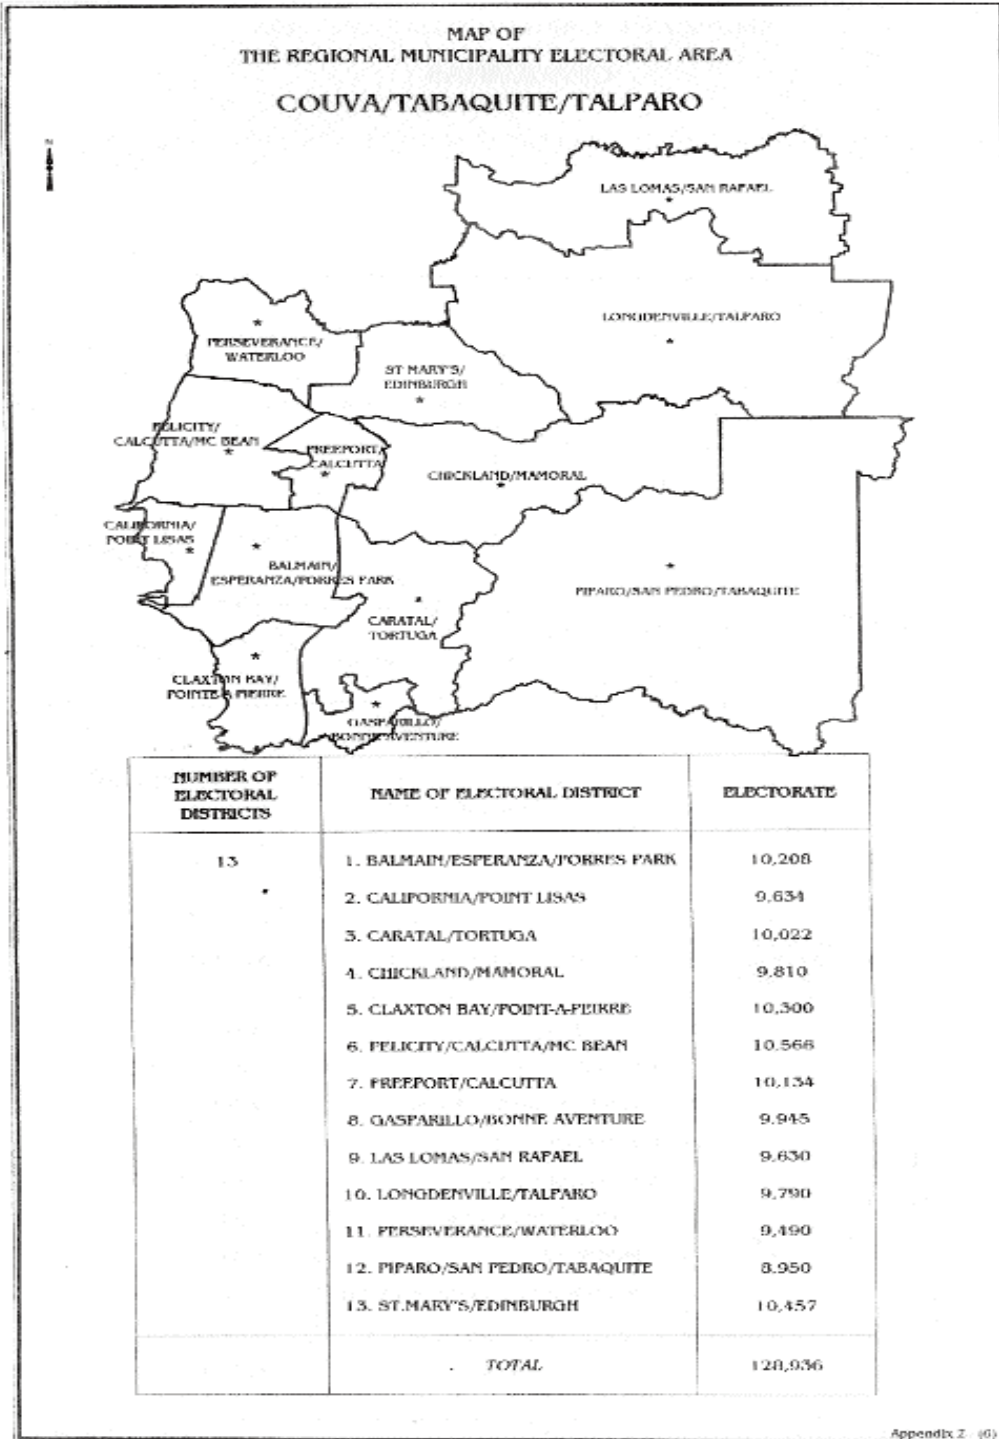 MAP OF
THE REGIONAL MUNICIPALITY ELECTORAL AREA
COUVA/TABAQUITE/TALPARO
N
LAS LOMAS/SAN RAFAEL
LONGDENVILLE/TALPARO
PERSEVERANCE/
WATERLOO
ST MARY'S/
EDINBURGH
FELICITY/
CALCUTTA/MC BEAN
FREEPORT/
CALCUTTA
CHICKLAND/MAMORAL
CALIFORNIA/
POINT LISAS
BALMAIN/
ESPERANZA/FORRES PARK
PIPARO/SAN PEDRO/TABAQUITE
CARATAL/
TORTUGA
CLAXTON BAY/
POINTE-A-PIERRE
GASPARILLO/
BONNE AVENTURE
NUMBER OF
ELECTORAL
DISTRICTS
NAME OF ELECTORAL DISTRICT
ELECTORATE
13
1. BALMAIN/ESPERANZA/FORRES PARK 10,208
2. CALIFORNIA/POINT LISAS 9,634
3. CARATAL/TORTUGA 10,022
4. CHICKLAND/MAMORAL 9,810
5. CLAXTON BAY/POINT-A-PEIRRE 10,300
6. FELICITY/CALCUTTA/MC BEAN 10.566
7. FREEPORT/CALCUTTA 10,134
8. GASPARILLO/BONNE AVENTURE 9.945
9. LAS LOMAS/SAN RAFAEL 9,630
10. LONGDENVILLE/TALPARO 9,790
11. PERSEVERANCE/WATERLOO 9,490
12. PIPARO/SAN PEDRO/TABAQUITE 8.950
13. ST.MARY'S/EDINBURGH 10,457
TOTAL 128,936
Appendix 2 (6)